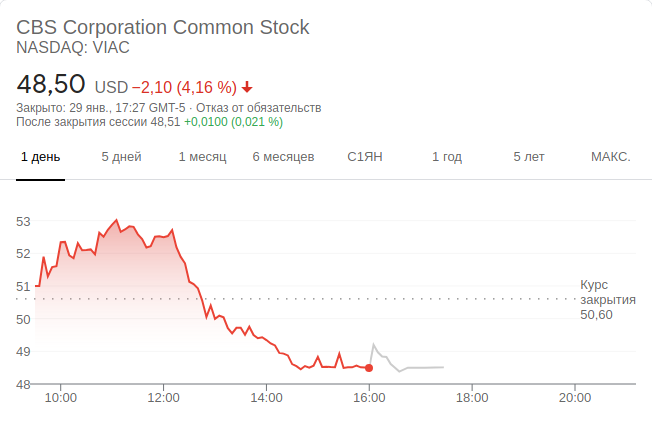 CBS Corporation Common Stock
NASDAQ: VIAC
48,50 USD −2,10 (4,16 %)
Закрыто: 29 янв., 17:27 GMT-5 · Отказ от обязательств
После закрытия сессии 48,51 +0,0100 (0,021 %)
1 день 5 дней 1 месяц 6 месяцев С1ЯН 1 год 5 лет МАКС.
53
52
51
50
49
48
Курс
закрытия
50,60
10:00 12:00 14:00 16:00 18:00 20:00